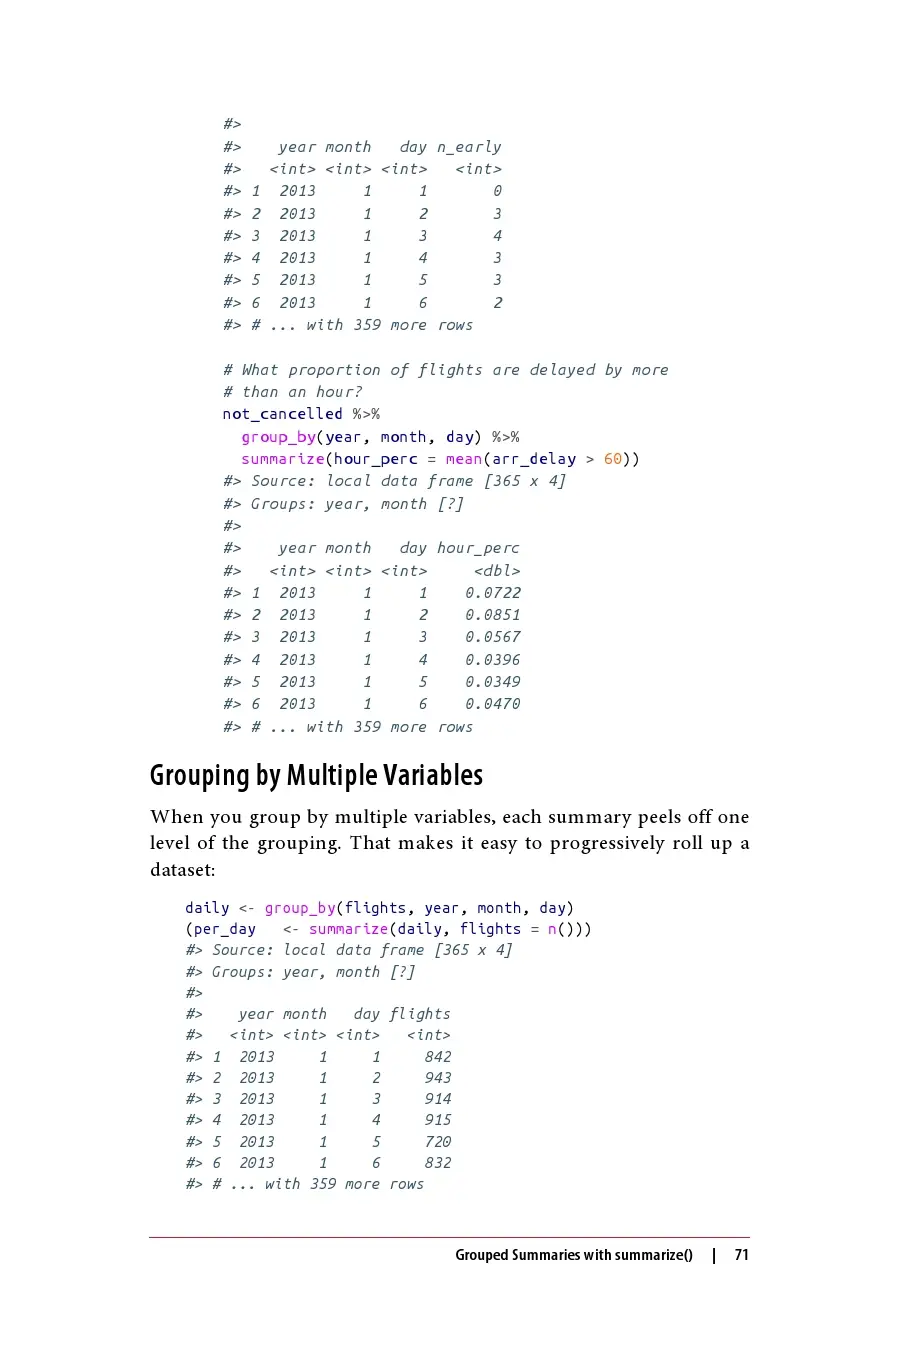 #>
#>    year month   day n_early
#>   <int> <int> <int>   <int>
#> 1  2013     1     1       0
#> 2  2013     1     2       3
#> 3  2013     1     3       4
#> 4  2013     1     4       3
#> 5  2013     1     5       3
#> 6  2013     1     6       2
#> # ... with 359 more rows
# What proportion of flights are delayed by more
# than an hour?
not_cancelled %>%
  group_by(year, month, day) %>%
  summarize(hour_perc = mean(arr_delay > 60))
#> Source: local data frame [365 x 4]
#> Groups: year, month [?]
#>
#>    year month   day hour_perc
#>   <int> <int> <int>     <dbl>
#> 1  2013     1     1    0.0722
#> 2  2013     1     2    0.0851
#> 3  2013     1     3    0.0567
#> 4  2013     1     4    0.0396
#> 5  2013     1     5    0.0349
#> 6  2013     1     6    0.0470
#> # ... with 359 more rows
Grouping by Multiple Variables
When you group by multiple variables, each summary peels off one
level of the grouping. That makes it easy to progressively roll up a
dataset:
daily <- group_by(flights, year, month, day)
(per_day   <- summarize(daily, flights = n()))
#> Source: local data frame [365 x 4]
#> Groups: year, month [?]
#>
#>    year month   day flights
#>   <int> <int> <int>   <int>
#> 1  2013     1     1     842
#> 2  2013     1     2     943
#> 3  2013     1     3     914
#> 4  2013     1     4     915
#> 5  2013     1     5     720
#> 6  2013     1     6     832
#> # ... with 359 more rows
Grouped Summaries with summarize() | 71